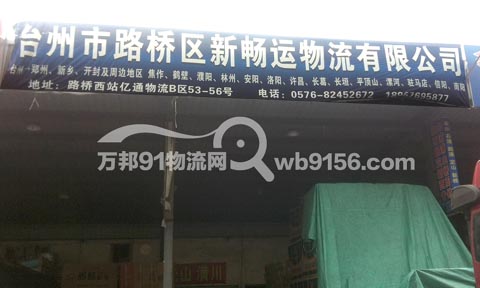 台州市路桥区新畅运物流有限公司
台州—郑州、新乡、开封及周边地区 焦作、鹤壁、濮阳、林州、安阳、洛阳、许昌、长葛、长垣、平顶山、漯河、驻马店、信阳、南阳
地址：路桥西站亿通物流B区53-56号 电话：0576-82452672
万邦91物流网 wb9156.com
潢川